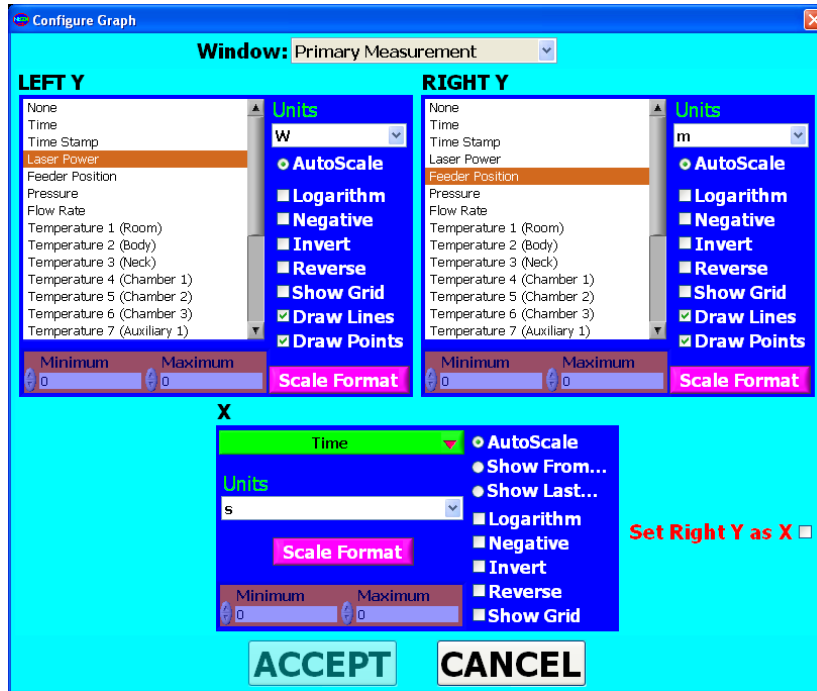 Configure Graph
Window: Primary Measurement
LEFT Y
None
Time
Time Stamp
Laser Power
Feeder Position
Pressure
Flow Rate
Temperature 1 (Room)
Temperature 2 (Body)
Temperature 3 (Neck)
Temperature 4 (Chamber 1)
Temperature 5 (Chamber 2)
Temperature 6 (Chamber 3)
Temperature 7 (Auxiliary 1)
Units
W
AutoScale
Logarithm
Negative
Invert
Reverse
Show Grid
Draw Lines
Draw Points
Minimum Maximum
0 0
Scale Format
RIGHT Y
None
Time
Time Stamp
Laser Power
Feeder Position
Pressure
Flow Rate
Temperature 1 (Room)
Temperature 2 (Body)
Temperature 3 (Neck)
Temperature 4 (Chamber 1)
Temperature 5 (Chamber 2)
Temperature 6 (Chamber 3)
Temperature 7 (Auxiliary 1)
Units
m
AutoScale
Logarithm
Negative
Invert
Reverse
Show Grid
Draw Lines
Draw Points
Minimum Maximum
0 0
Scale Format
X
Time
Units
s
Scale Format
Minimum Maximum
0 0
AutoScale
Show From...
Show Last...
Logarithm
Negative
Invert
Reverse
Show Grid
Set Right Y as X
ACCEPT CANCEL